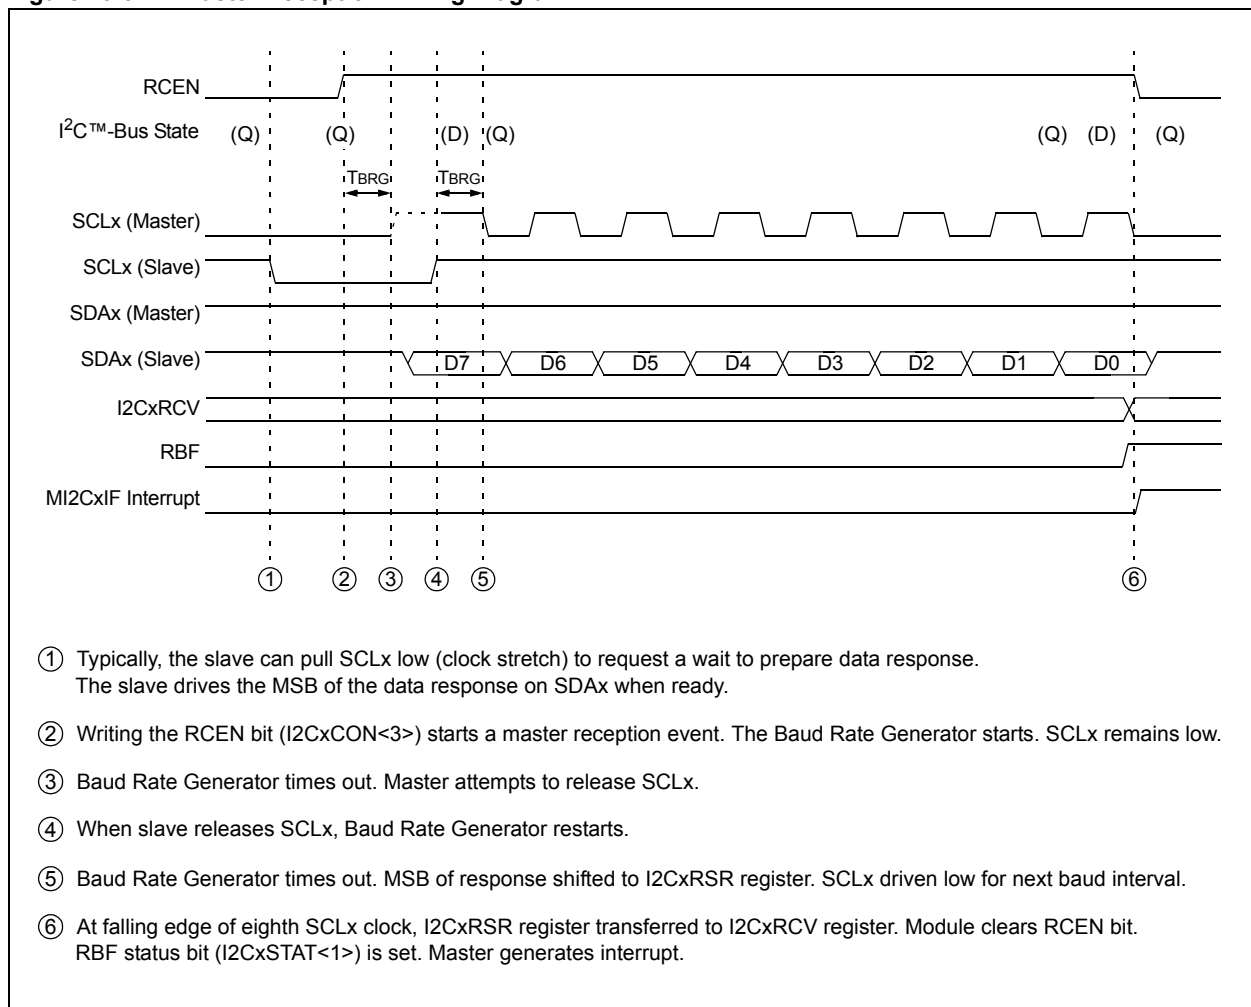 RCEN
I²C™-Bus State (Q) (Q) (D) (Q) (Q) (D) (Q)
TBRG TBRG
SCLx (Master)
SCLx (Slave)
SDAx (Master)
SDAx (Slave) D7 D6 D5 D4 D3 D2 D1 D0
I2CxRCV
RBF
MI2CxIF Interrupt
① ② ③ ④ ⑤ ⑥
① Typically, the slave can pull SCLx low (clock stretch) to request a wait to prepare data response.
The slave drives the MSB of the data response on SDAx when ready.
② Writing the RCEN bit (I2CxCON<3>) starts a master reception event. The Baud Rate Generator starts. SCLx remains low.
③ Baud Rate Generator times out. Master attempts to release SCLx.
④ When slave releases SCLx, Baud Rate Generator restarts.
⑤ Baud Rate Generator times out. MSB of response shifted to I2CxRSR register. SCLx driven low for next baud interval.
⑥ At falling edge of eighth SCLx clock, I2CxRSR register transferred to I2CxRCV register. Module clears RCEN bit.
RBF status bit (I2CxSTAT<1>) is set. Master generates interrupt.